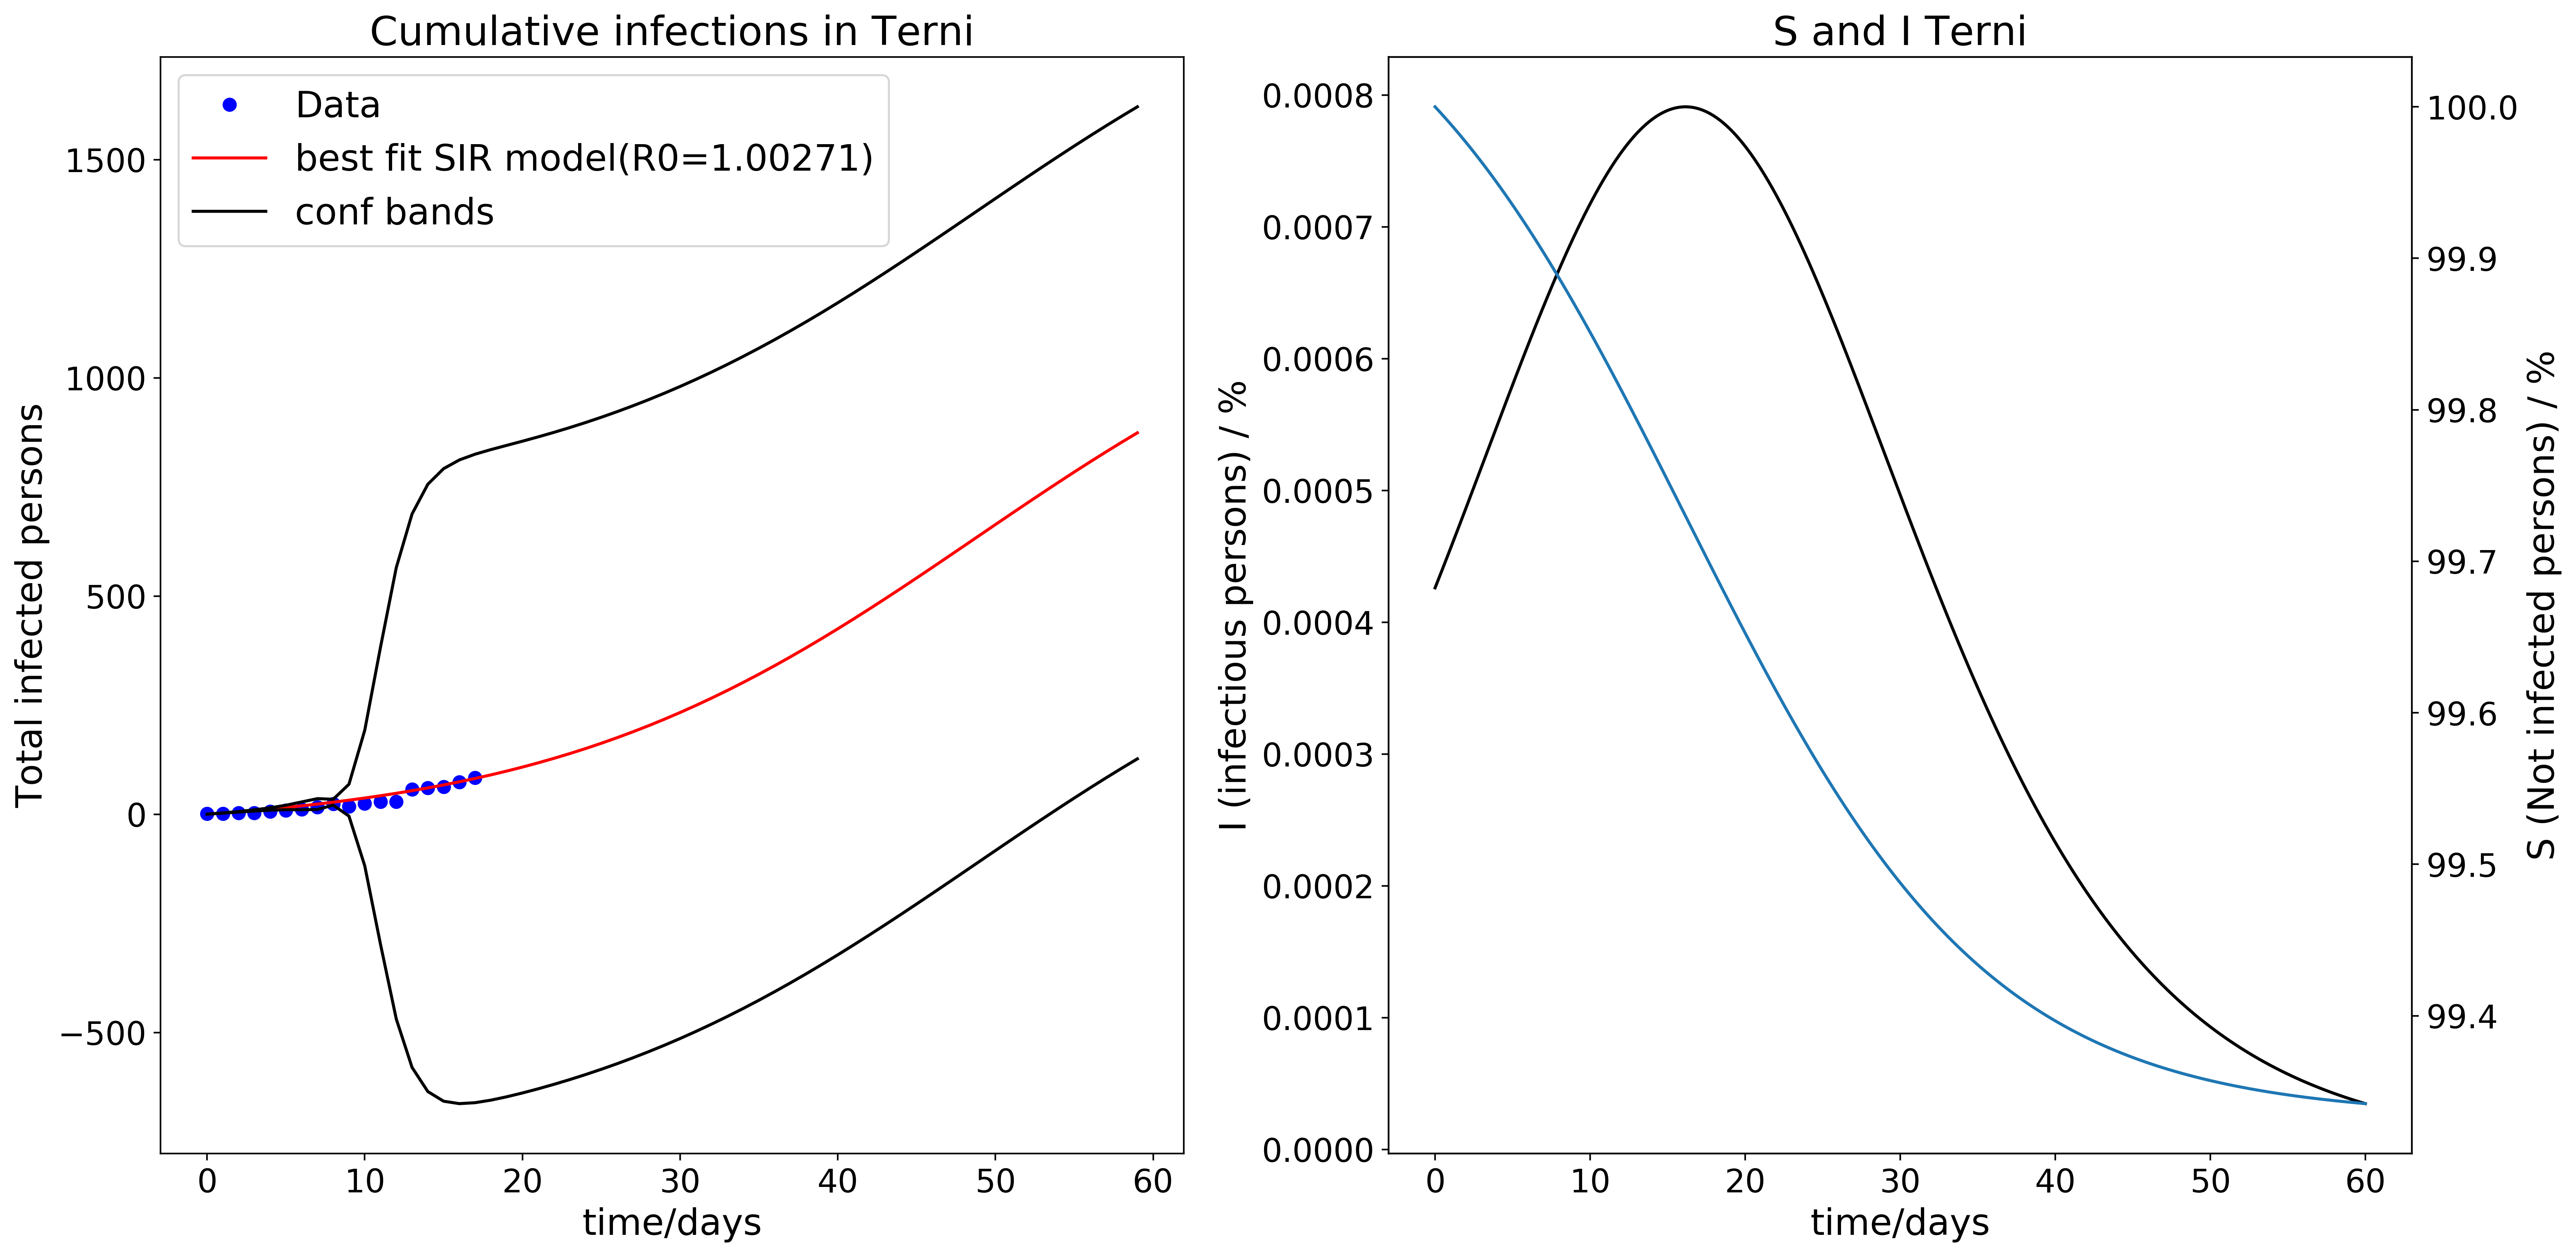 Cumulative infections in Terni
Data
best fit SIR model(R0=1.00271)
conf bands
1500
1000
500
0
−500
Total infected persons
0 10 20 30 40 50 60
time/days
S and I Terni
0.0008
0.0007
0.0006
0.0005
0.0004
0.0003
0.0002
0.0001
0.0000
I (infectious persons) / %
100.0
99.9
99.8
99.7
99.6
99.5
99.4
S (Not infected persons) / %
0 10 20 30 40 50 60
time/days